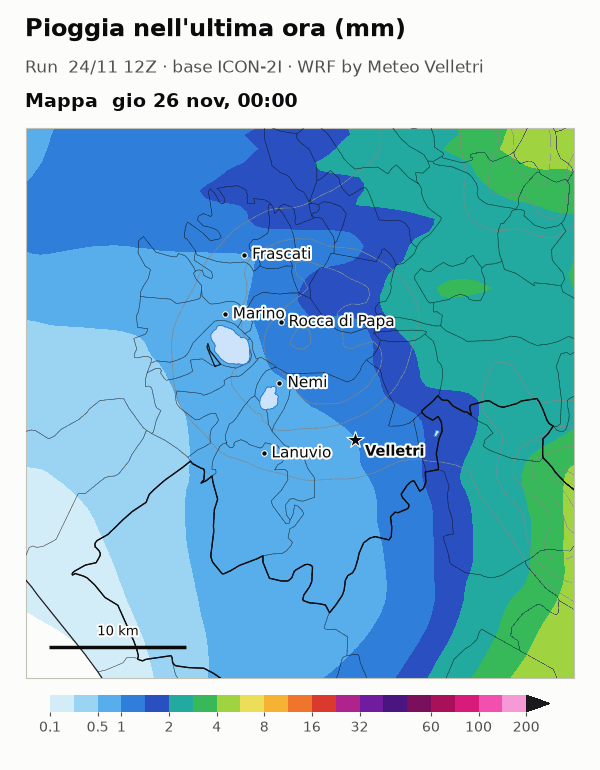 Pioggia nell'ultima ora (mm)
Run  24/11 12Z · base ICON-2I · WRF by Meteo Velletri
Mappa  gio 26 nov, 00:00
Frascati
Marino
Rocca di Papa
Nemi
Velletri
Lanuvio
10 km
0.1 0.5 1 2 4 8 16 32 60 100 200